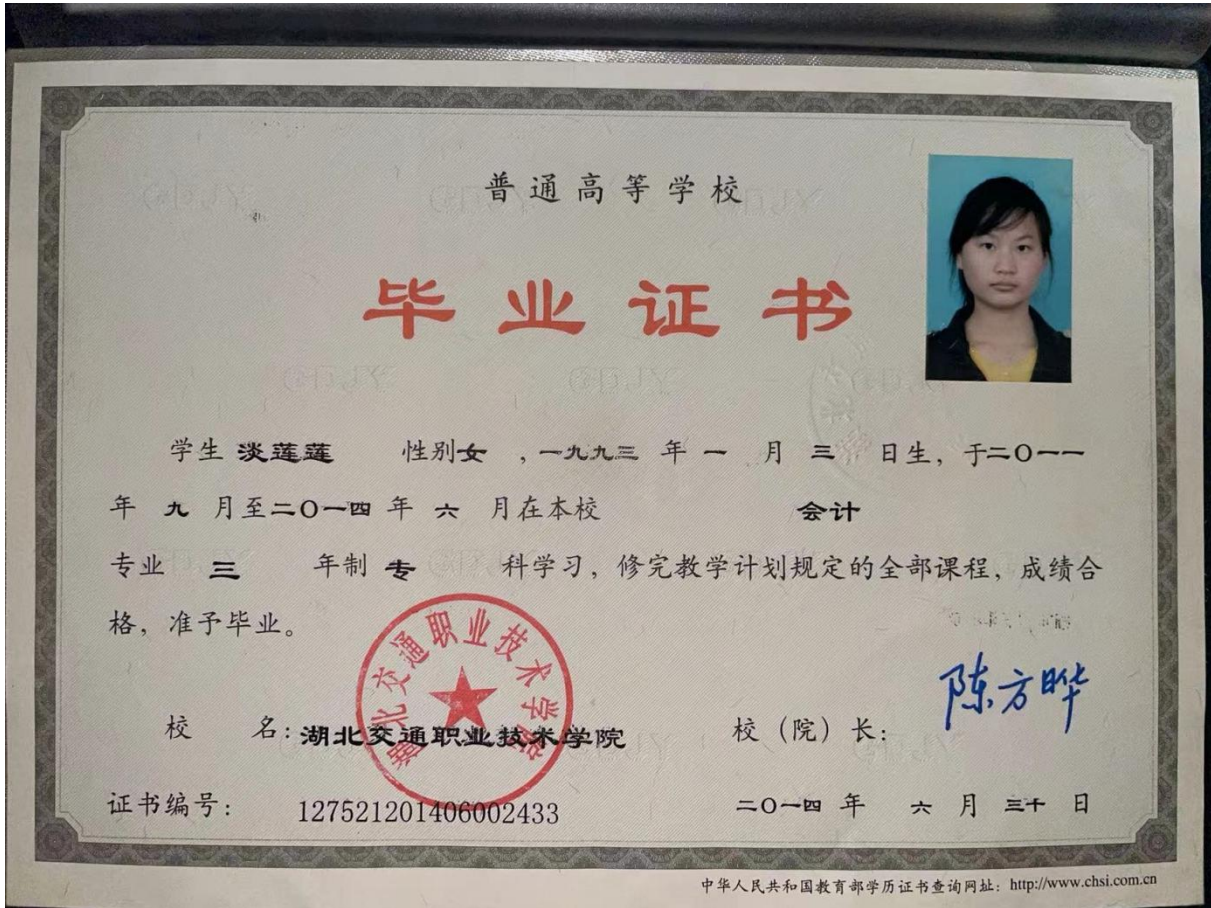 普通高等学校
毕业证书
学生 淡莲莲 性别女 ，一九九三 年 一 月 三 日生，于二O一一
年 九 月至二O一四 年 六 月在本校 会计
专业 三 年制 专 科学习，修完教学计划规定的全部课程，成绩合
格，准予毕业。
湖北交通职业技术学院
校 名：湖北交通职业技术学院 校（院）长：陈方晔
证书编号： 127521201406002433 二O一四 年 六 月 三十 日
中华人民共和国教育部学历证书查询网址：http://www.chsi.com.cn